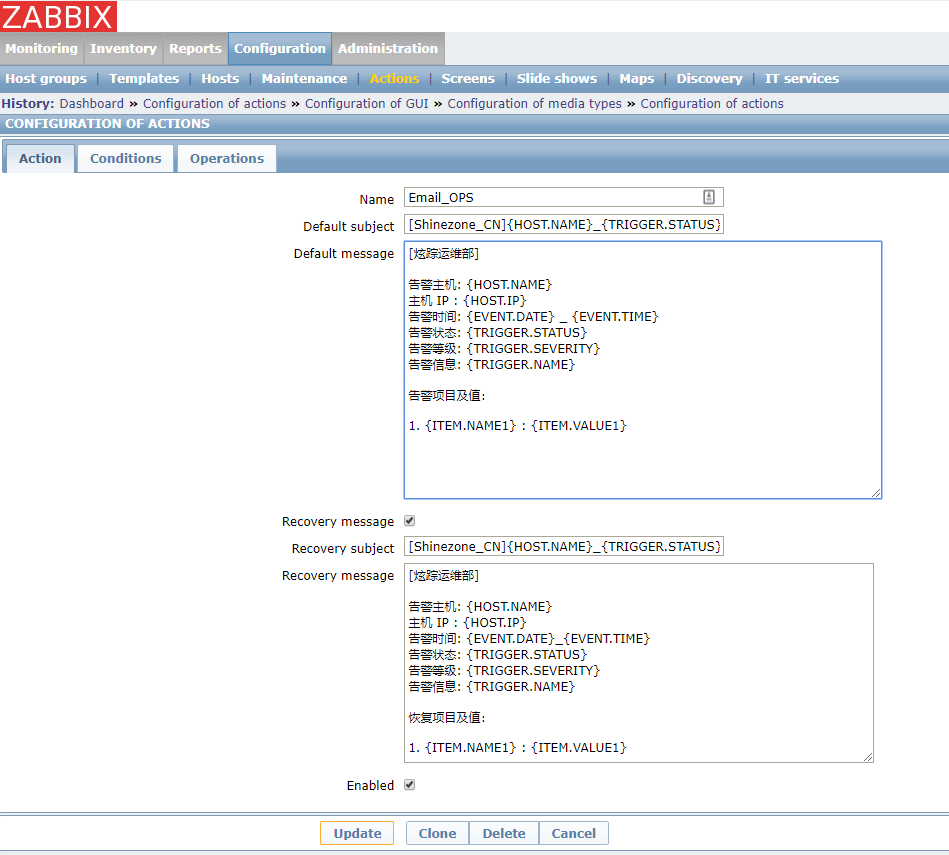 ZABBIX
Monitoring Inventory Reports Configuration Administration
Host groups | Templates | Hosts | Maintenance | Actions | Screens | Slide shows | Maps | Discovery | IT services
History: Dashboard » Configuration of actions » Configuration of GUI » Configuration of media types » Configuration of actions
CONFIGURATION OF ACTIONS
Action Conditions Operations
Name Email_OPS
Default subject [Shinezone_CN]{HOST.NAME}_{TRIGGER.STATUS}
Default message [炫踪运维部]
告警主机: {HOST.NAME}
主机 IP : {HOST.IP}
告警时间: {EVENT.DATE} _ {EVENT.TIME}
告警状态: {TRIGGER.STATUS}
告警等级: {TRIGGER.SEVERITY}
告警信息: {TRIGGER.NAME}
告警项目及值:
1. {ITEM.NAME1} : {ITEM.VALUE1}
Recovery message
Recovery subject [Shinezone_CN]{HOST.NAME}_{TRIGGER.STATUS}
Recovery message [炫踪运维部]
告警主机: {HOST.NAME}
主机 IP : {HOST.IP}
告警时间: {EVENT.DATE}_{EVENT.TIME}
告警状态: {TRIGGER.STATUS}
告警等级: {TRIGGER.SEVERITY}
告警信息: {TRIGGER.NAME}
恢复项目及值:
1. {ITEM.NAME1} : {ITEM.VALUE1}
Enabled
Update Clone Delete Cancel